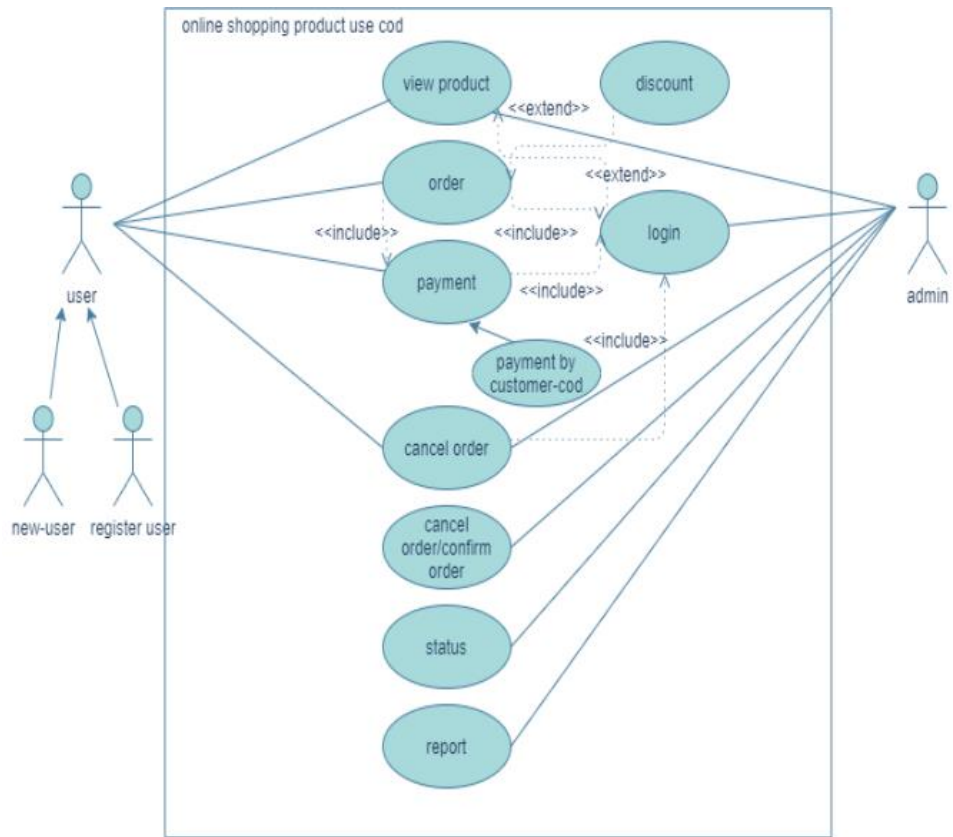 online shopping product use cod
view product
discount
<<extend>>
order
<<extend>>
<<include>>
<<include>>
login
user
admin
payment
<<include>>
<<include>>
payment by
customer-cod
cancel order
new-user
register user
cancel
order/confirm
order
status
report